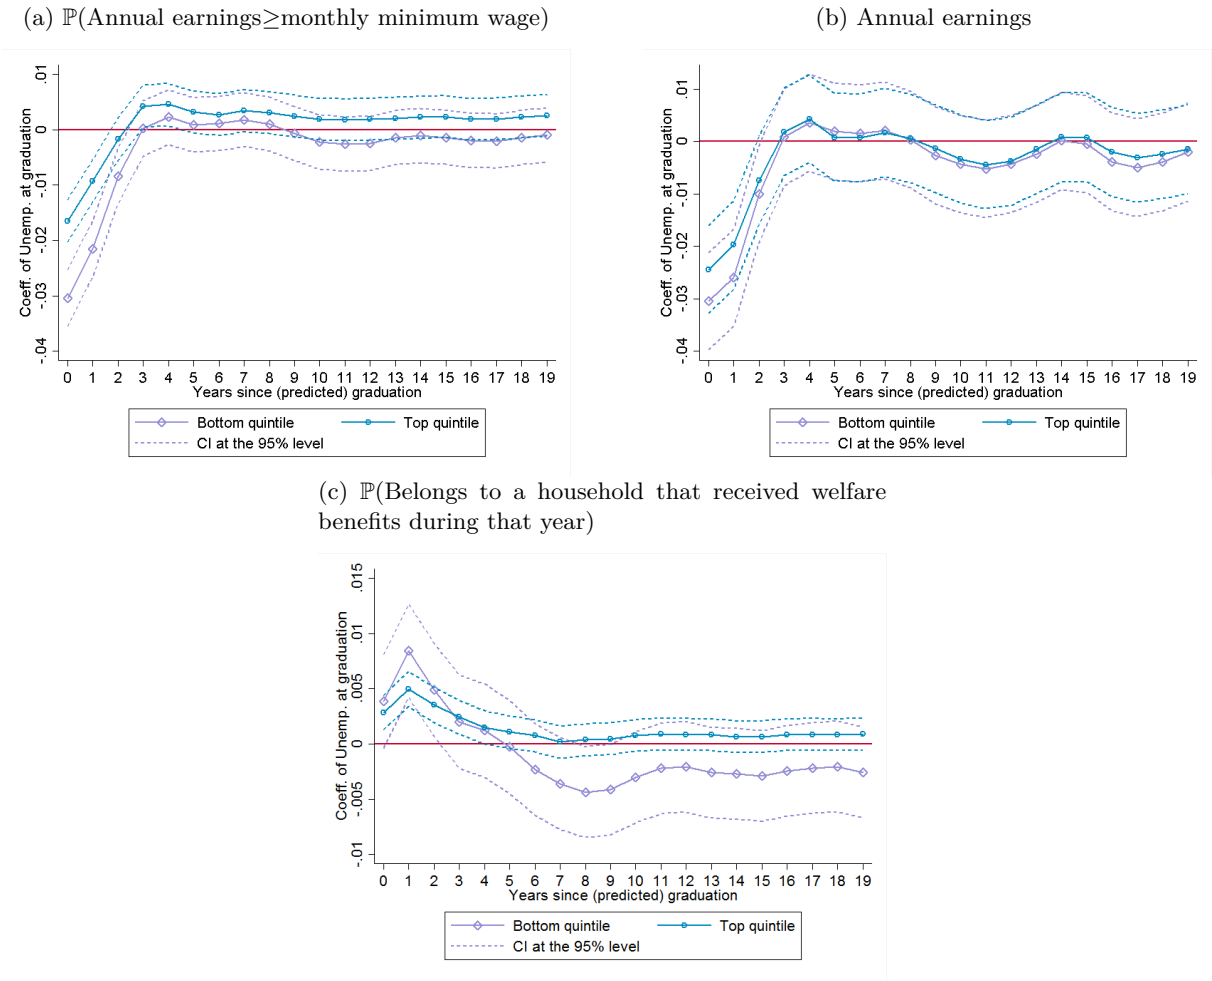 (a) ℙ(Annual earnings≥monthly minimum wage)
Coeff. of Unemp. at graduation
.01
0
-.01
-.02
-.03
-.04
0 1 2 3 4 5 6 7 8 9 10 11 12 13 14 15 16 17 18 19
Years since (predicted) graduation
Bottom quintile Top quintile
CI at the 95% level
(b) Annual earnings
Coeff. of Unemp. at graduation
.01
0
-.01
-.02
-.03
-.04
0 1 2 3 4 5 6 7 8 9 10 11 12 13 14 15 16 17 18 19
Years since (predicted) graduation
Bottom quintile Top quintile
CI at the 95% level
(c) ℙ(Belongs to a household that received welfare
benefits during that year)
Coeff. of Unemp. at graduation
.015
.01
.005
0
-.005
-.01
0 1 2 3 4 5 6 7 8 9 10 11 12 13 14 15 16 17 18 19
Years since (predicted) graduation
Bottom quintile Top quintile
CI at the 95% level